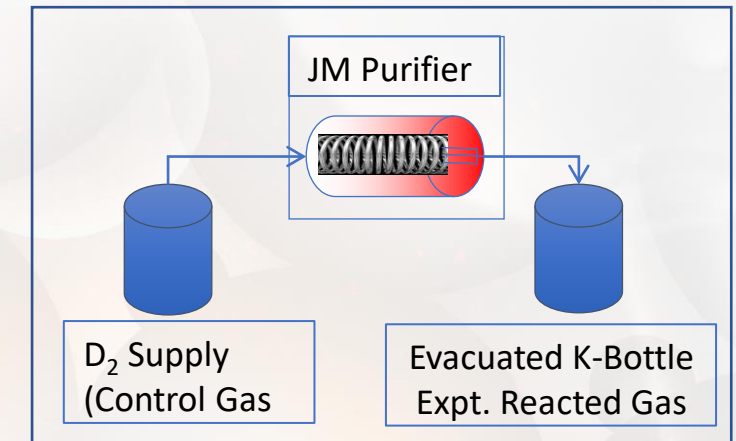 JM Purifier
D₂ Supply
(Control Gas
Evacuated K-Bottle
Expt. Reacted Gas